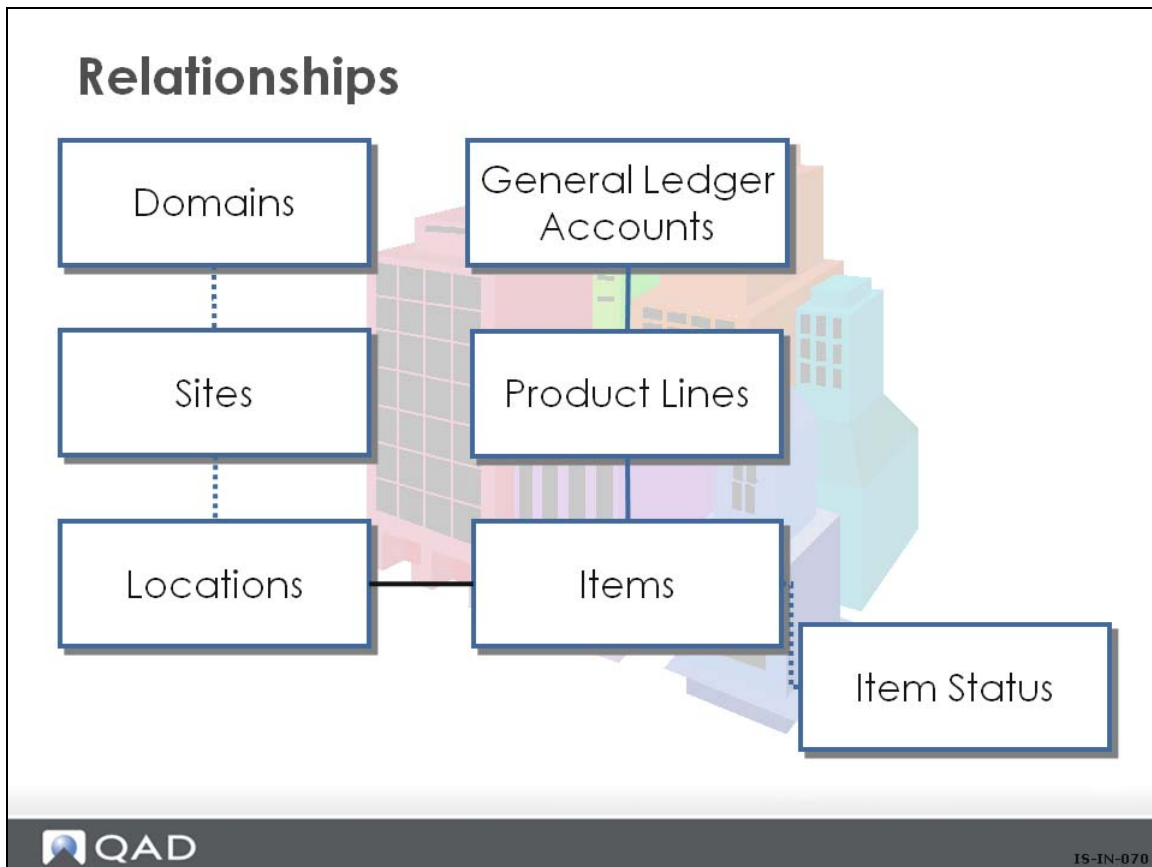 Relationships
Domains
General Ledger
Accounts
Sites
Product Lines
Locations
Items
Item Status
QAD
IS-IN-070